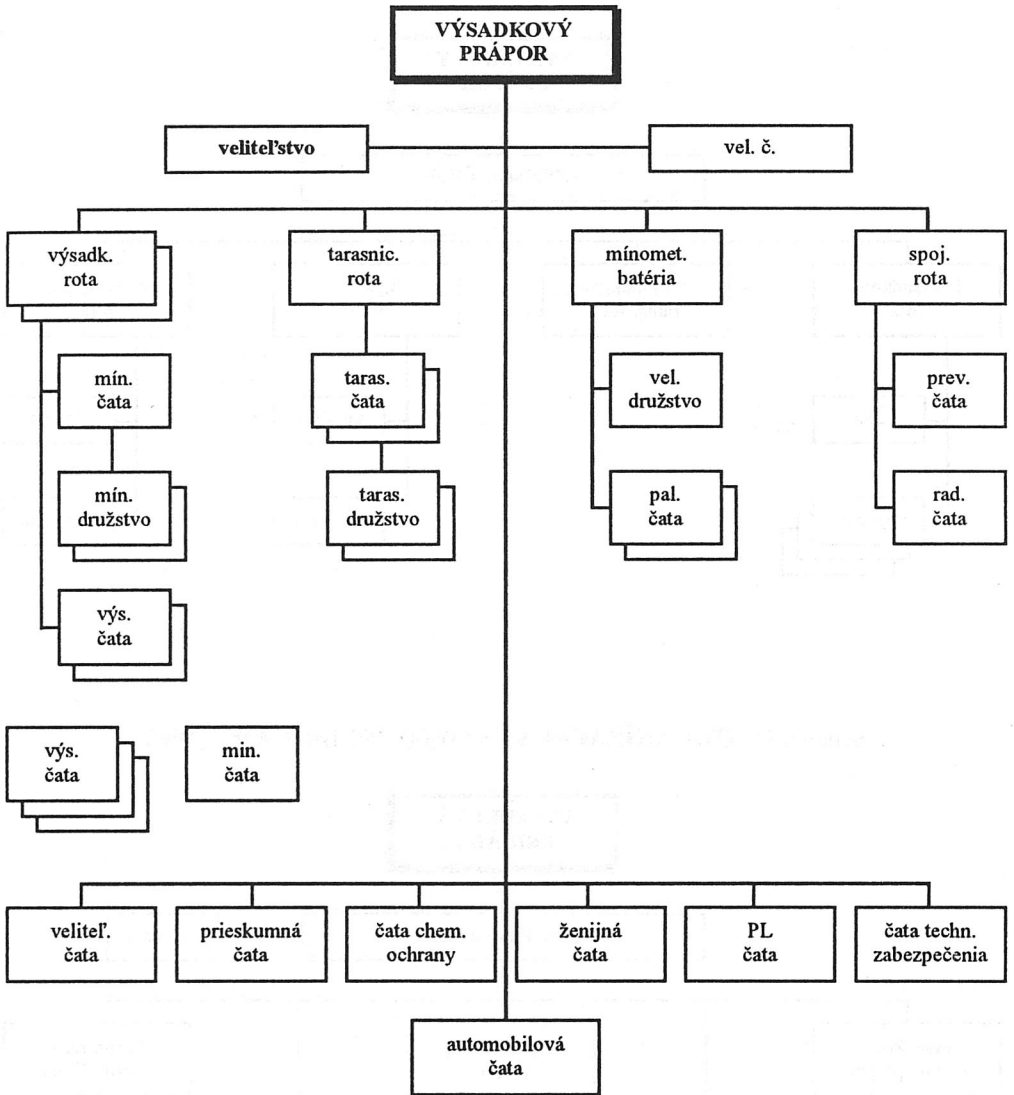 VÝSADKOVÝ
PRÁPOR
veliteľstvo
vel. č.
výsadk.
rota
tarasnic.
rota
mínomet.
batéria
spoj.
rota
mín.
čata
taras.
čata
vel.
družstvo
prev.
čata
mín.
družstvo
taras.
družstvo
pal.
čata
rad.
čata
výs.
čata
výs.
čata
min.
čata
veliteľ.
čata
prieskumná
čata
čata chem.
ochrany
ženijná
čata
PL
čata
čata techn.
zabezpečenia
automobilová
čata